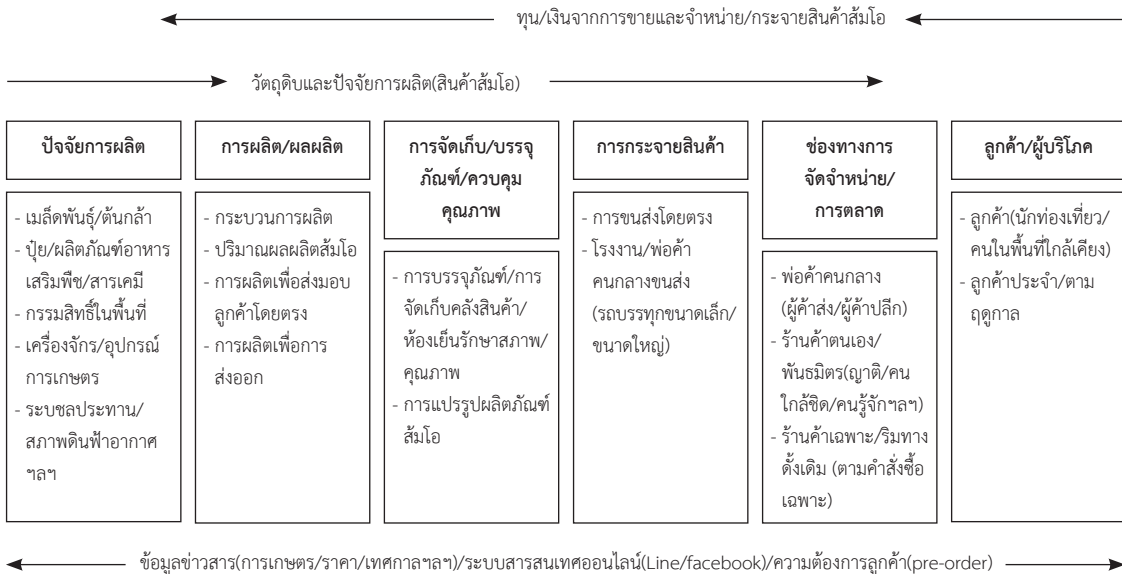 ทุน/เงินจากการขายและจำหน่าย/กระจายสินค้าส้มโอ
วัตถุดิบและปัจจัยการผลิต(สินค้าส้มโอ)
ปัจจัยการผลิต
- เมล็ดพันธุ์/ต้นกล้า
- ปุ๋ย/ผลิตภัณฑ์อาหาร
เสริมพืช/สารเคมี
- กรรมสิทธิ์ในพื้นที่
- เครื่องจักร/อุปกรณ์
การเกษตร
- ระบบชลประทาน/
สภาพดินฟ้าอากาศ
ฯลฯ
การผลิต/ผลผลิต
- กระบวนการผลิต
- ปริมาณผลผลิตส้มโอ
- การผลิตเพื่อส่งมอบ
ลูกค้าโดยตรง
- การผลิตเพื่อการ
ส่งออก
การจัดเก็บ/บรรจุ
ภัณฑ์/ควบคุม
คุณภาพ
- การบรรจุภัณฑ์/การ
จัดเก็บคลังสินค้า/
ห้องเย็นรักษาสภาพ/
คุณภาพ
- การแปรรูปผลิตภัณฑ์
ส้มโอ
การกระจายสินค้า
- การขนส่งโดยตรง
- โรงงาน/พ่อค้า
คนกลางขนส่ง
(รถบรรทุกขนาดเล็ก/
ขนาดใหญ่)
ช่องทางการ
จัดจำหน่าย/
การตลาด
- พ่อค้าคนกลาง
(ผู้ค้าส่ง/ผู้ค้าปลีก)
- ร้านค้าตนเอง/
พันธมิตร(ญาติ/คน
ใกล้ชิด/คนรู้จักฯลฯ)
- ร้านค้าเฉพาะ/ริมทาง
ดั้งเดิม (ตามคำสั่งซื้อ
เฉพาะ)
ลูกค้า/ผู้บริโภค
- ลูกค้า(นักท่องเที่ยว/
คนในพื้นที่ใกล้เคียง)
- ลูกค้าประจำ/ตาม
ฤดูกาล
ข้อมูลข่าวสาร(การเกษตร/ราคา/เทศกาลฯลฯ)/ระบบสารสนเทศออนไลน์(Line/facebook)/ความต้องการลูกค้า(pre-order)